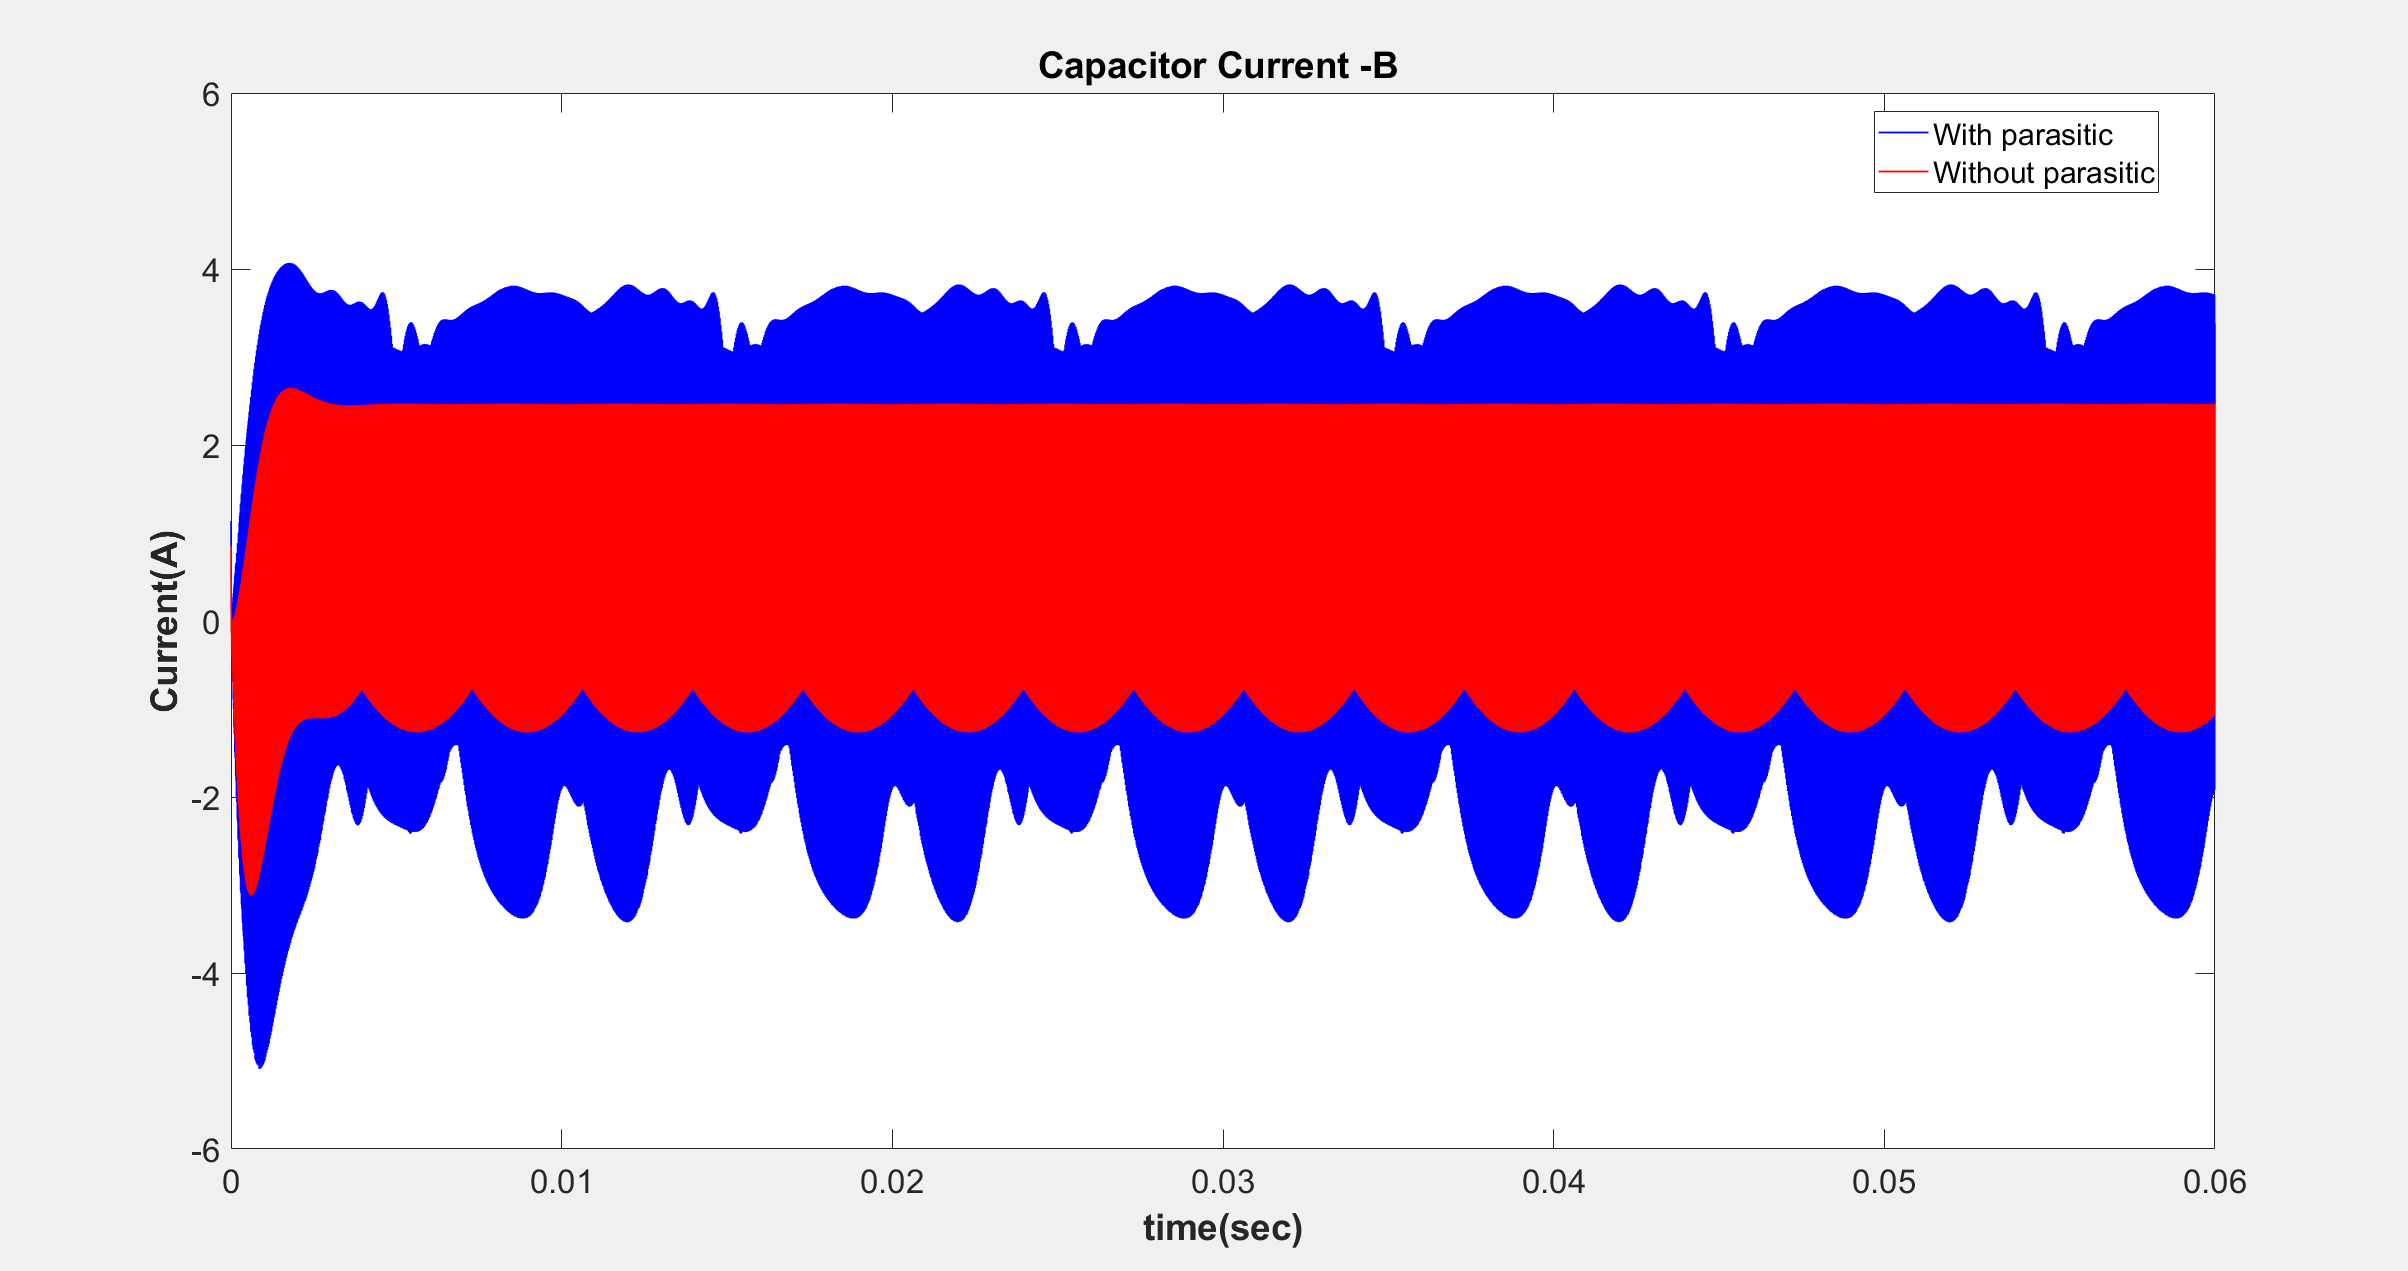 Capacitor Current -B
6
4
2
0
-2
-4
-6
Current(A)
With parasitic
Without parasitic
0 0.01 0.02 0.03 0.04 0.05 0.06
time(sec)